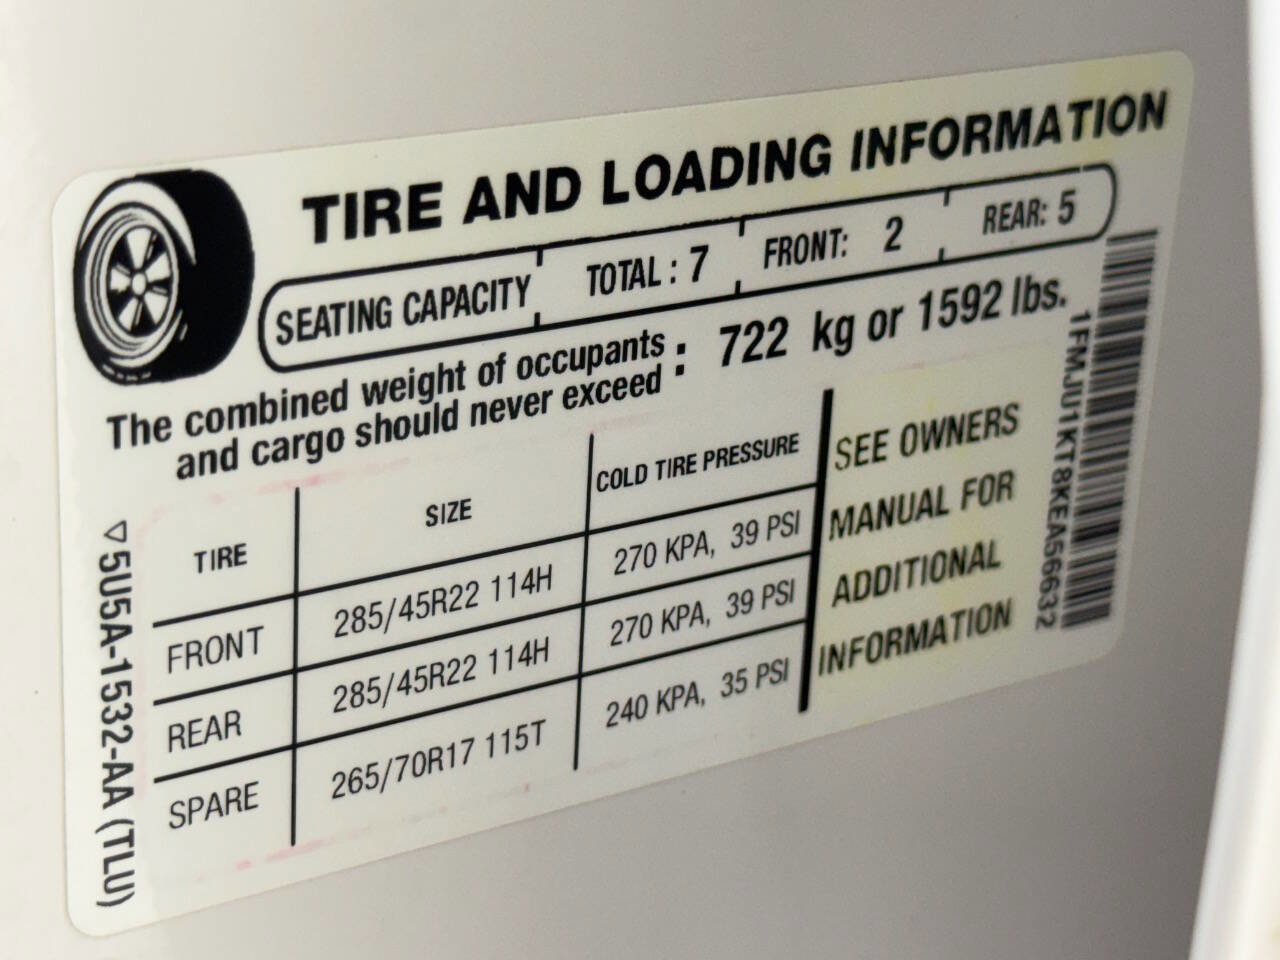 TIRE AND LOADING INFORMATION
SEATING CAPACITY TOTAL : 7 FRONT: 2 REAR: 5
The combined weight of occupants
and cargo should never exceed : 722 kg or 1592 lbs.
TIRE SIZE COLD TIRE PRESSURE
FRONT 285/45R22 114H 270 KPA, 39 PSI
REAR 285/45R22 114H 270 KPA, 39 PSI
SPARE 265/70R17 115T 240 KPA, 35 PSI
SEE OWNERS
MANUAL FOR
ADDITIONAL
INFORMATION
1FMJU1KT8KEA56632
5U5A-1532-AA (TLU)